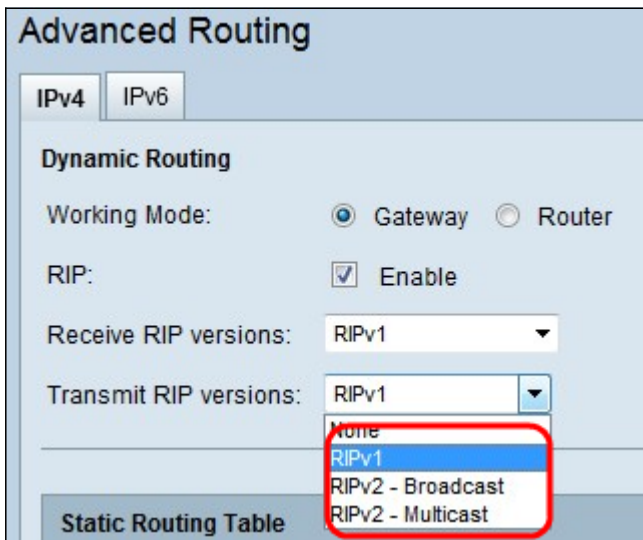 Advanced Routing
IPv4 IPv6
Dynamic Routing
Working Mode: Gateway Router
RIP: Enable
Receive RIP versions: RIPv1
Transmit RIP versions: RIPv1
None
RIPv1
RIPv2 - Broadcast
RIPv2 - Multicast
Static Routing Table